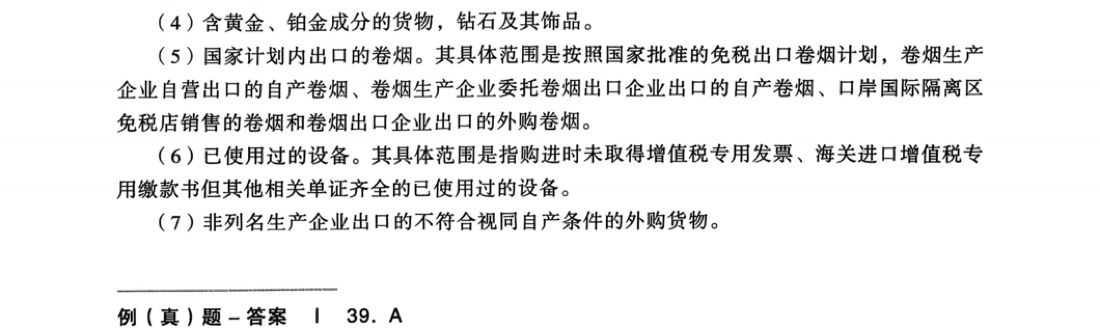 （4）含黄金、铂金成分的货物，钻石及其饰品。
（5）国家计划内出口的卷烟。其具体范围是按照国家批准的免税出口卷烟计划，卷烟生产
企业自营出口的自产卷烟、卷烟生产企业委托卷烟出口企业出口的自产卷烟、口岸国际隔离区
免税店销售的卷烟和卷烟出口企业出口的外购卷烟。
（6）已使用过的设备。其具体范围是指购进时未取得增值税专用发票、海关进口增值税专
用缴款书但其他相关单证齐全的已使用过的设备。
（7）非列名生产企业出口的不符合视同自产条件的外购货物。
例（真）题－答案 | 39. A